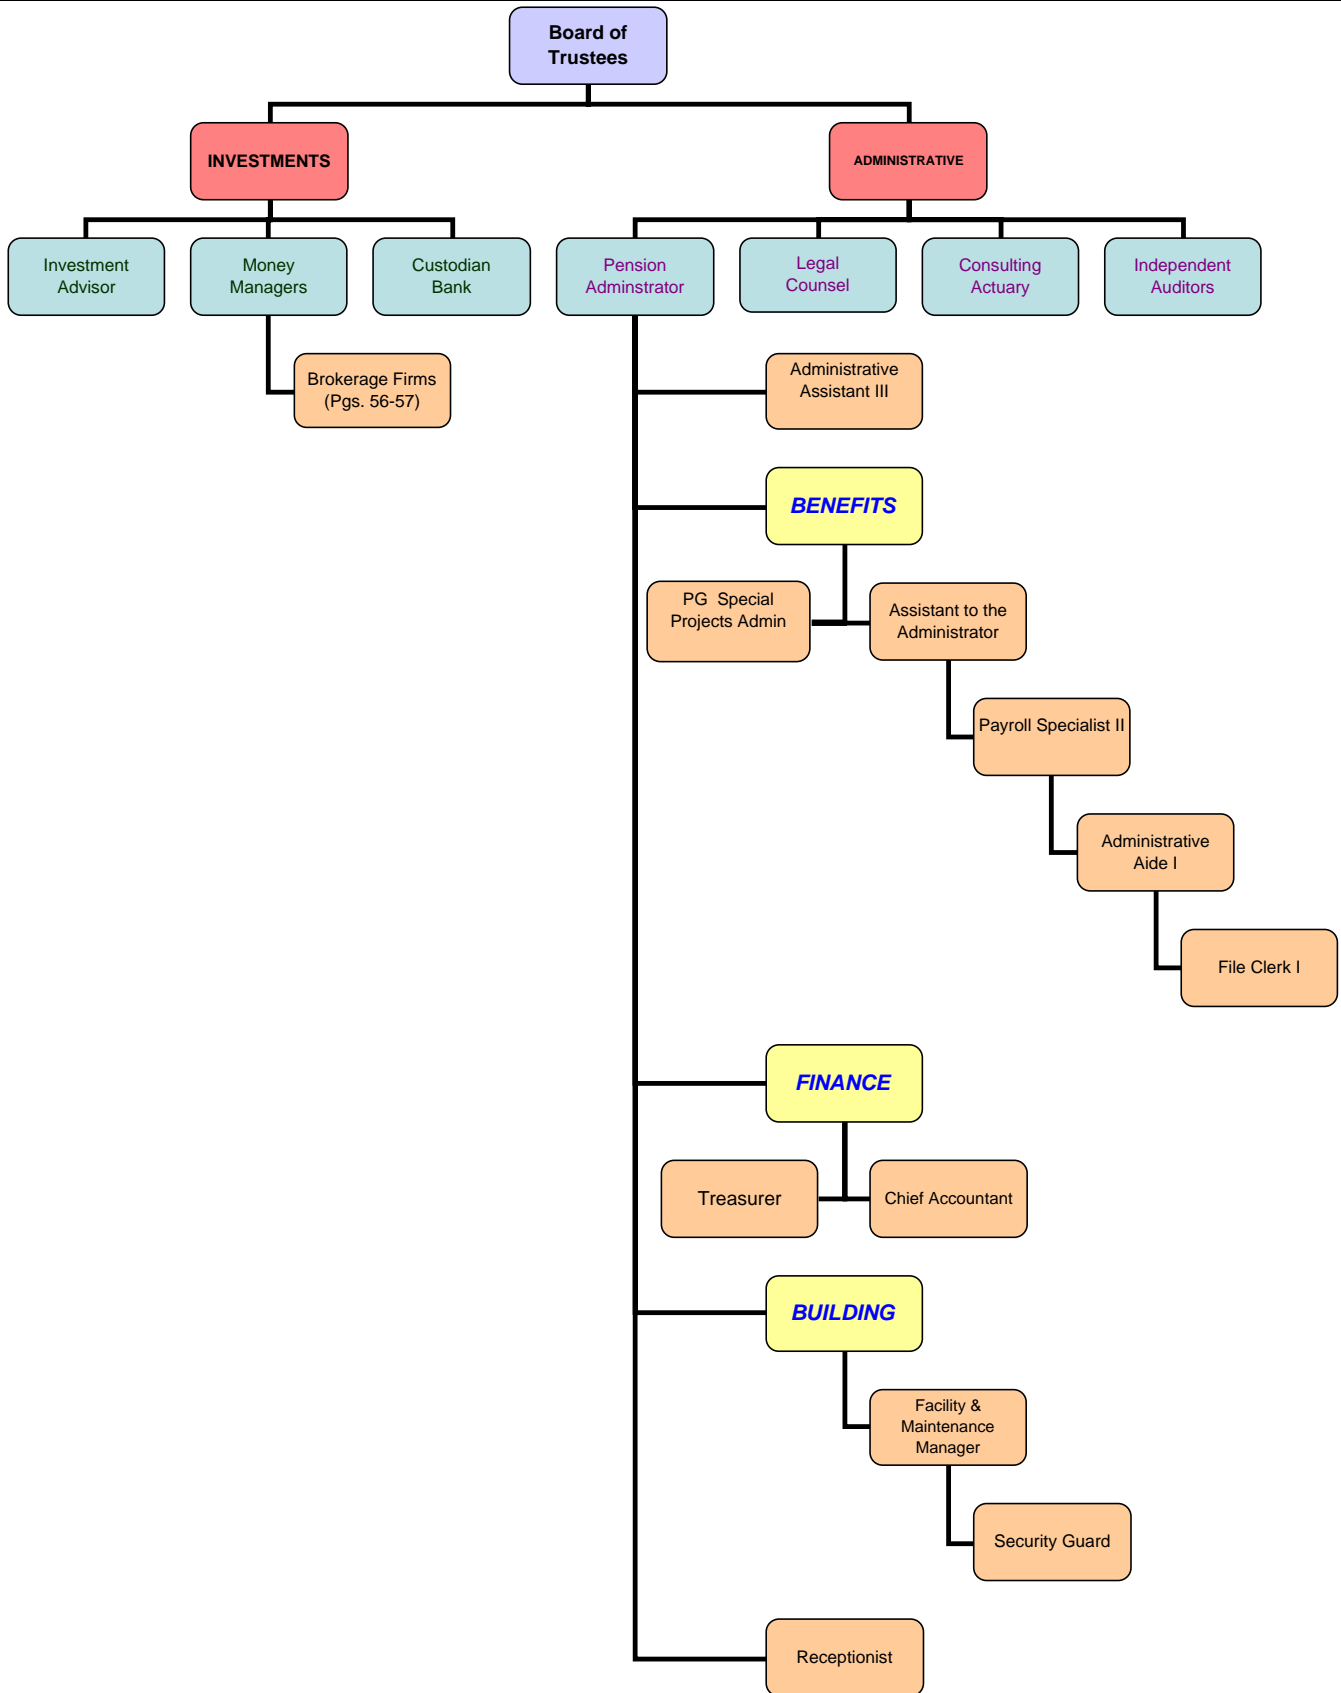 Board of
Trustees
INVESTMENTS
ADMINISTRATIVE
Investment
Advisor
Money
Managers
Custodian
Bank
Pension
Adminstrator
Legal
Counsel
Consulting
Actuary
Independent
Auditors
Brokerage Firms
(Pgs. 56-57)
Administrative
Assistant III
BENEFITS
PG  Special
Projects Admin
Assistant to the
Administrator
Payroll Specialist II
Administrative
Aide I
File Clerk I
FINANCE
Treasurer
Chief Accountant
BUILDING
Facility &
Maintenance
Manager
Security Guard
Receptionist